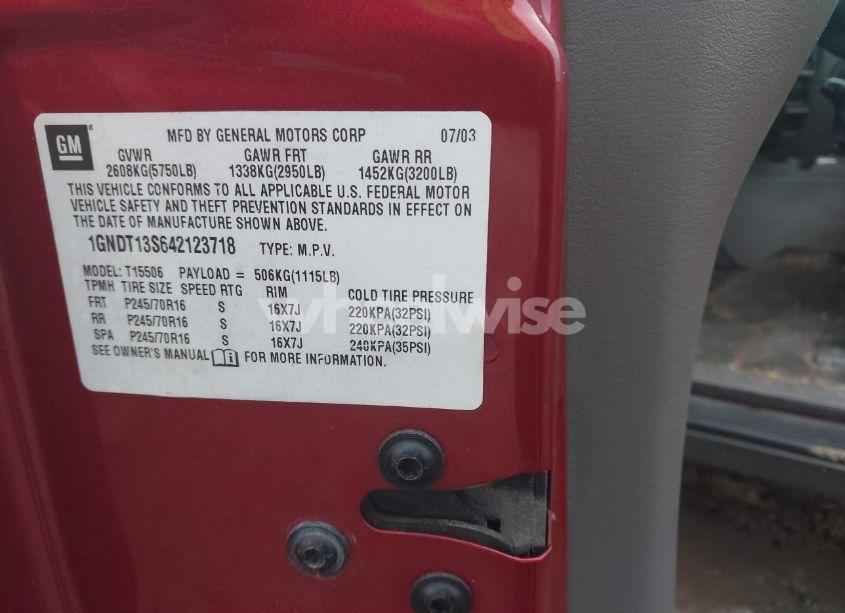 GM
MFD BY GENERAL MOTORS CORP 07/03
GVWR GAWR FRT GAWR RR
2608KG(5750LB) 1338KG(2950LB) 1452KG(3200LB)
THIS VEHICLE CONFORMS TO ALL APPLICABLE U.S. FEDERAL MOTOR
VEHICLE SAFETY AND THEFT PREVENTION STANDARDS IN EFFECT ON
THE DATE OF MANUFACTURE SHOWN ABOVE.
1GNDT13S642123718 TYPE: M.P.V.
MODEL: T15506 PAYLOAD = 506KG(1115LB)
TPMH TIRE SIZE SPEED RTG RIM COLD TIRE PRESSURE
FRT P245/70R16 S 16X7J 220KPA(32PSI)
RR P245/70R16 S 16X7J 220KPA(32PSI)
SPA P245/70R16 S 16X7J 240KPA(35PSI)
SEE OWNER'S MANUAL FOR MORE INFORMATION.
wheelwise